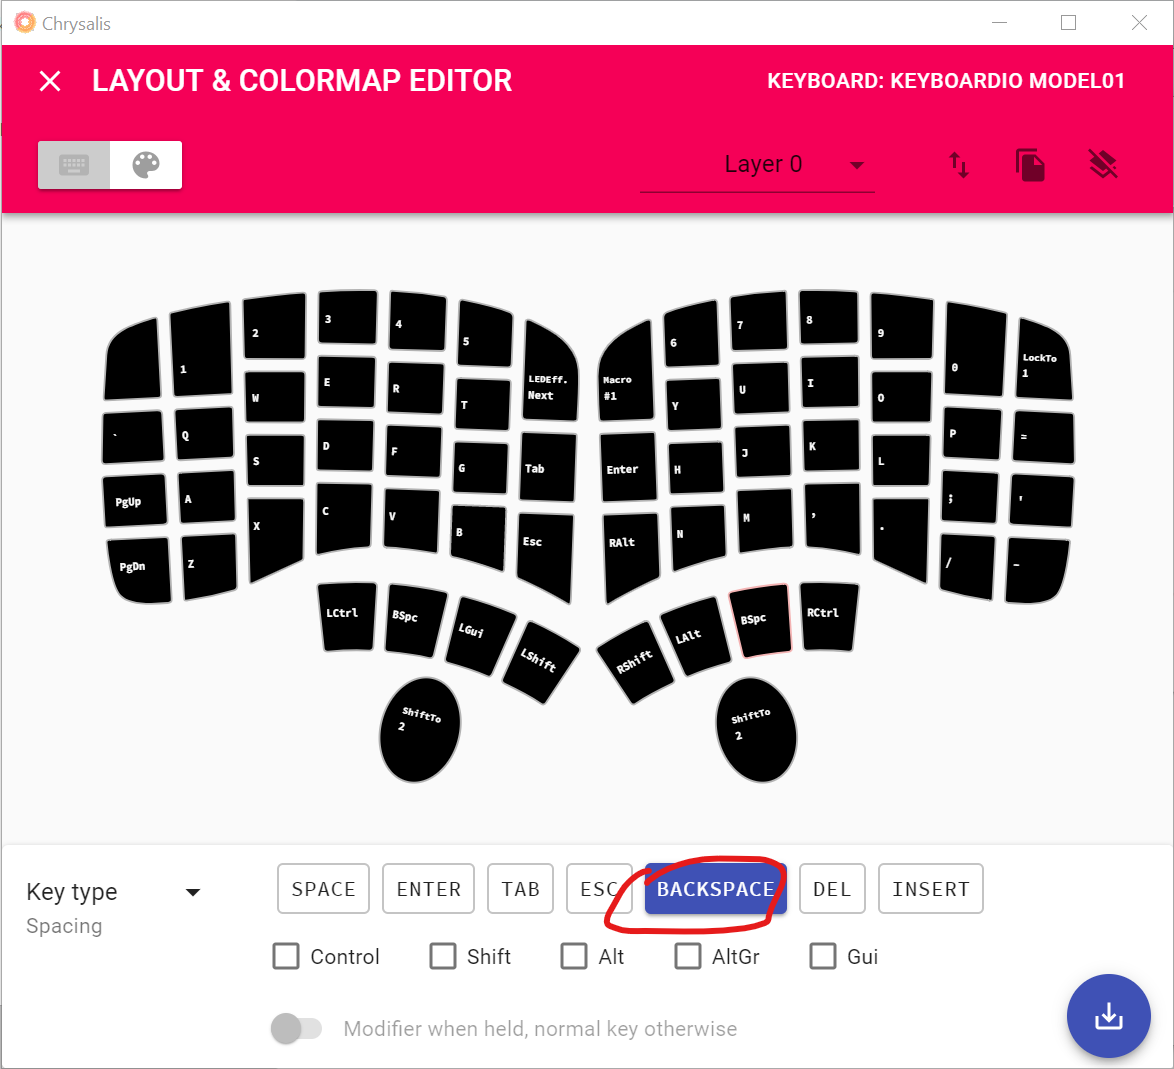 Chrysalis
LAYOUT & COLORMAP EDITOR
KEYBOARD: KEYBOARDIO MODEL01
Layer 0
1 2 3 4 5 LEDEff. Next
Macro #1 6 7 8 9 0 LockTo 1
` Q W E R T Tab
Enter Y U I O P =
PgUp A S D F G
H J K L ; '
PgDn Z X C V B Esc
RAlt N M , . / -
LCtrl BSpc LGui LShift
RShift LAlt BSpc RCtrl
ShiftTo 2
ShiftTo 2
Key type
Spacing
SPACE ENTER TAB ESC BACKSPACE DEL INSERT
Control Shift Alt AltGr Gui
Modifier when held, normal key otherwise